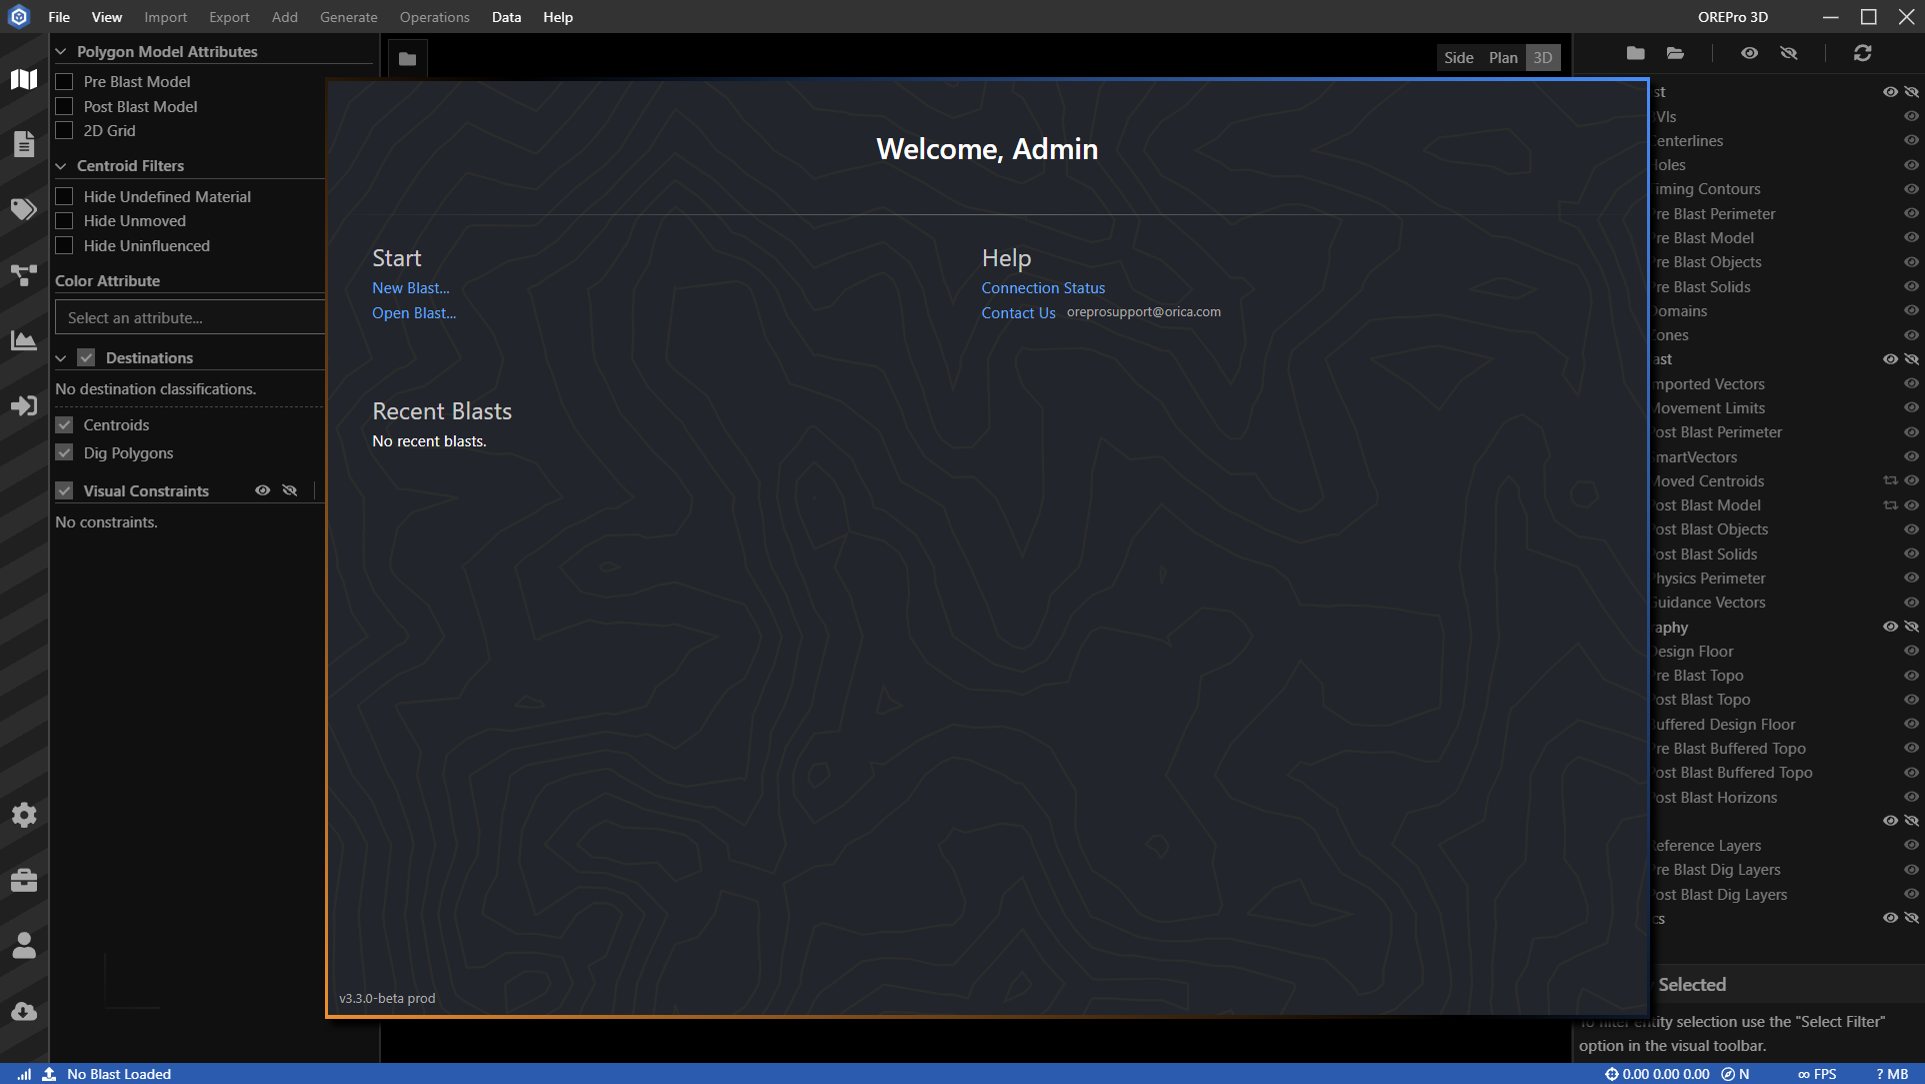 File View Import Export Add Generate Operations Data Help
OREPro 3D
Polygon Model Attributes
Pre Blast Model
Post Blast Model
2D Grid
Centroid Filters
Hide Undefined Material
Hide Unmoved
Hide Uninfluenced
Color Attribute
Select an attribute...
Destinations
No destination classifications.
Centroids
Dig Polygons
Visual Constraints
No constraints.
Side Plan 3D
Welcome, Admin
Start
New Blast...
Open Blast...
Help
Connection Status
Contact Us oreprosupport@orica.com
Recent Blasts
No recent blasts.
v3.3.0-beta prod
st
VIs
enterlines
oles
iming Contours
re Blast Perimeter
re Blast Model
re Blast Objects
re Blast Solids
omains
ones
ast
mported Vectors
Movement Limits
ost Blast Perimeter
martVectors
Moved Centroids
ost Blast Model
ost Blast Objects
ost Blast Solids
hysics Perimeter
uidance Vectors
raphy
Design Floor
re Blast Topo
ost Blast Topo
uffered Design Floor
re Blast Buffered Topo
ost Blast Buffered Topo
ost Blast Horizons
eference Layers
re Blast Dig Layers
ost Blast Dig Layers
cs
Selected
To filter entity selection use the "Select Filter"
option in the visual toolbar.
No Blast Loaded
0.00 0.00 0.00 N ∞ FPS ? MB